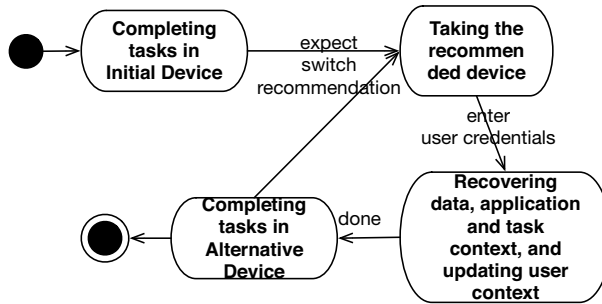 Completing
tasks in
Initial Device
expect
switch
recommendation
Taking the
recommen
ded device
enter
user credentials
Recovering
data, application
and task
context, and
updating user
context
done
Completing
tasks in
Alternative
Device